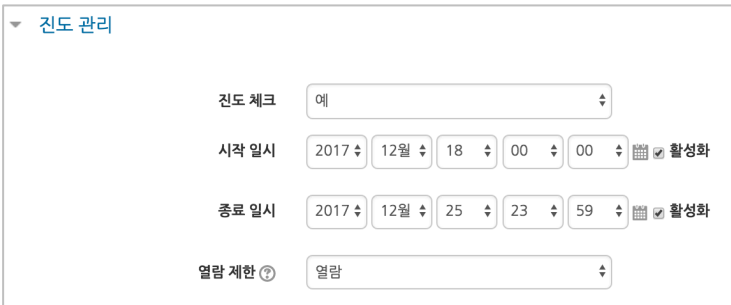 진도 관리
진도 체크 예
시작 일시 2017 12월 18 00 00 활성화
종료 일시 2017 12월 25 23 59 활성화
열람 제한 ? 열람